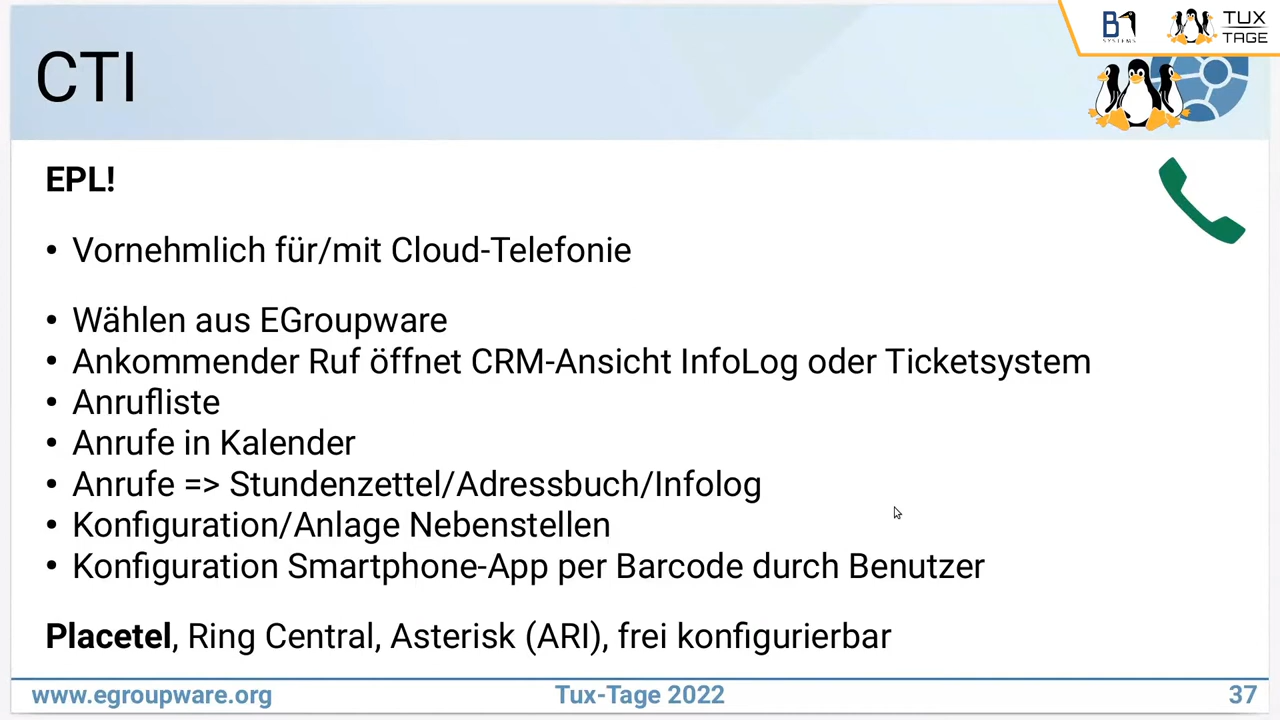 B1
SYSTEMS
TUX
TAGE
CTI
EPL!
• Vornehmlich für/mit Cloud-Telefonie
• Wählen aus EGroupware
• Ankommender Ruf öffnet CRM-Ansicht InfoLog oder Ticketsystem
• Anrufliste
• Anrufe in Kalender
• Anrufe => Stundenzettel/Adressbuch/Infolog
• Konfiguration/Anlage Nebenstellen
• Konfiguration Smartphone-App per Barcode durch Benutzer
Placetel, Ring Central, Asterisk (ARI), frei konfigurierbar
www.egroupware.org
Tux-Tage 2022
37